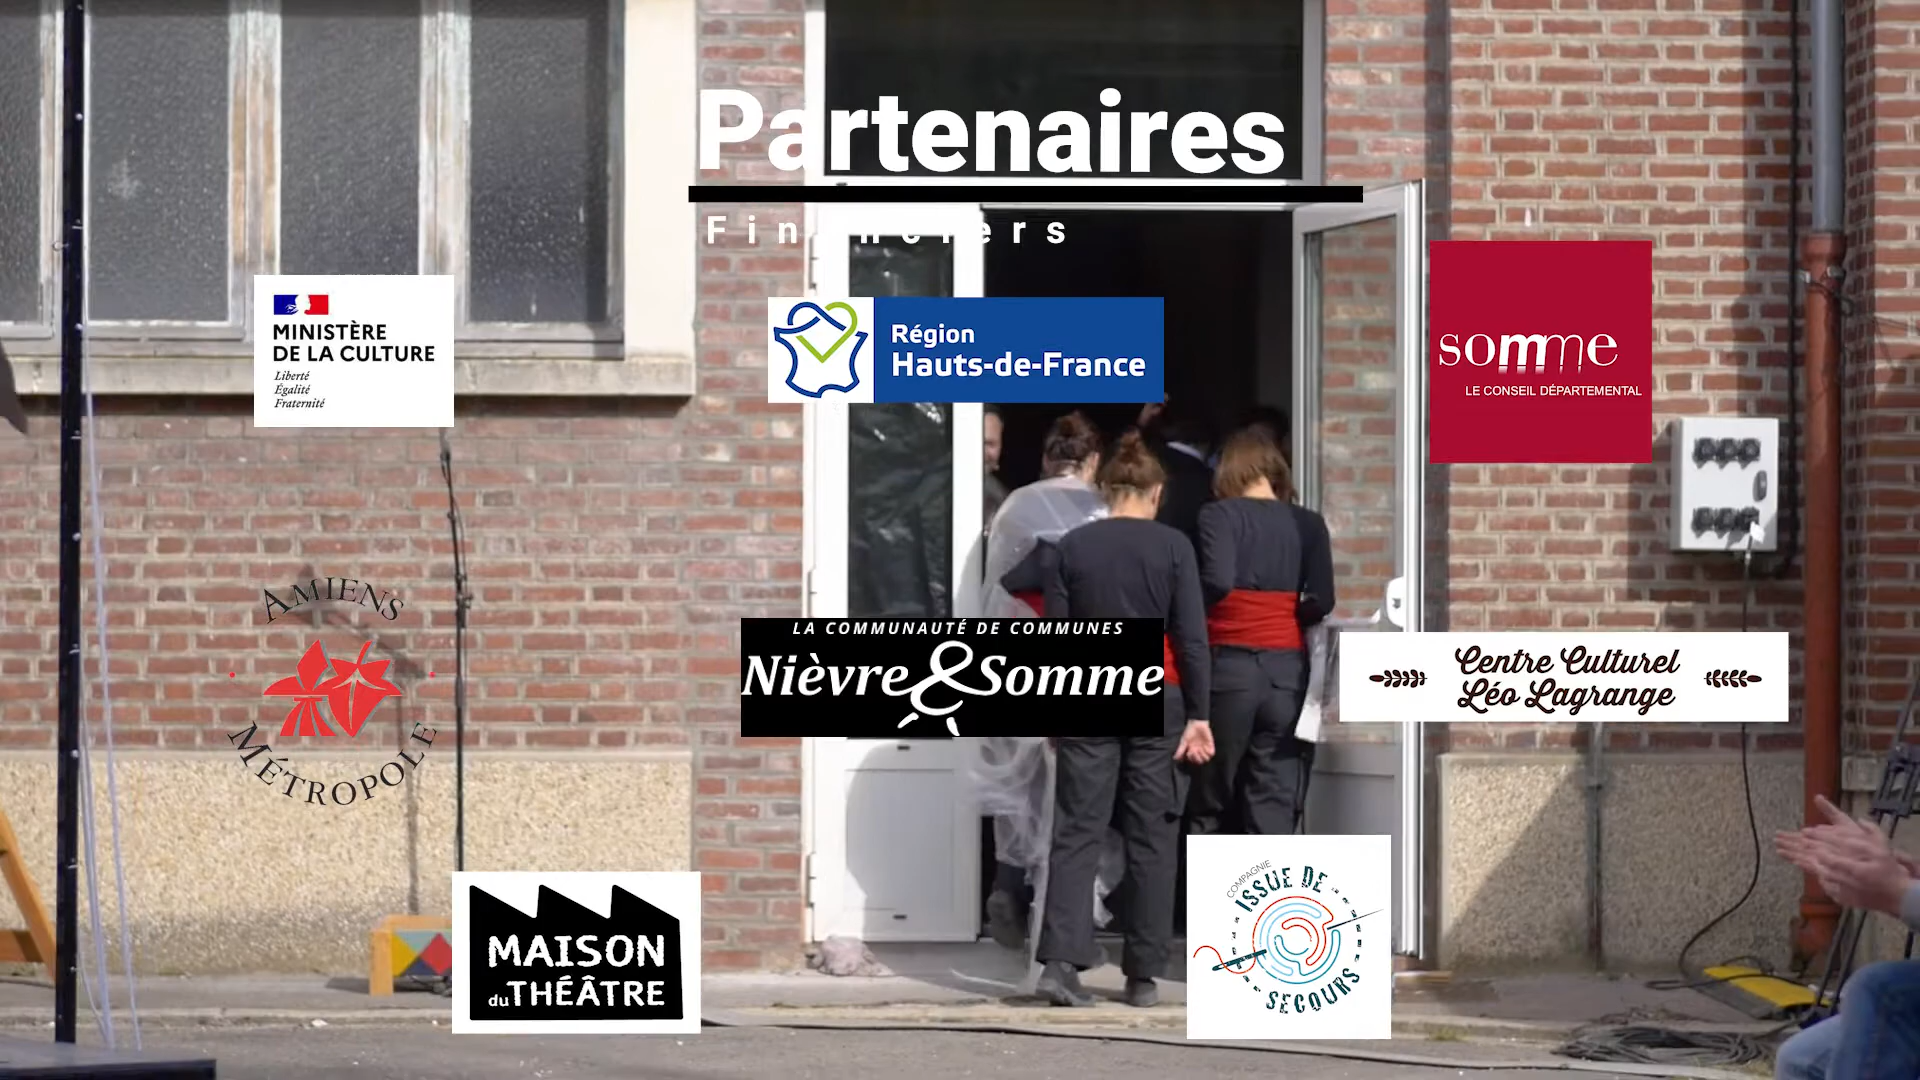 Partenaires
Financiers
MINISTÈRE
DE LA CULTURE
Liberté
Égalité
Fraternité
Région
Hauts-de-France
somme
LE CONSEIL DÉPARTEMENTAL
AMIENS
MÉTROPOLE
LA COMMUNAUTÉ DE COMMUNES
Nièvre & Somme
Centre Culturel
Léo Lagrange
MAISON
du THÉÂTRE
COMPAGNIE
ISSUE DE
SECOURS